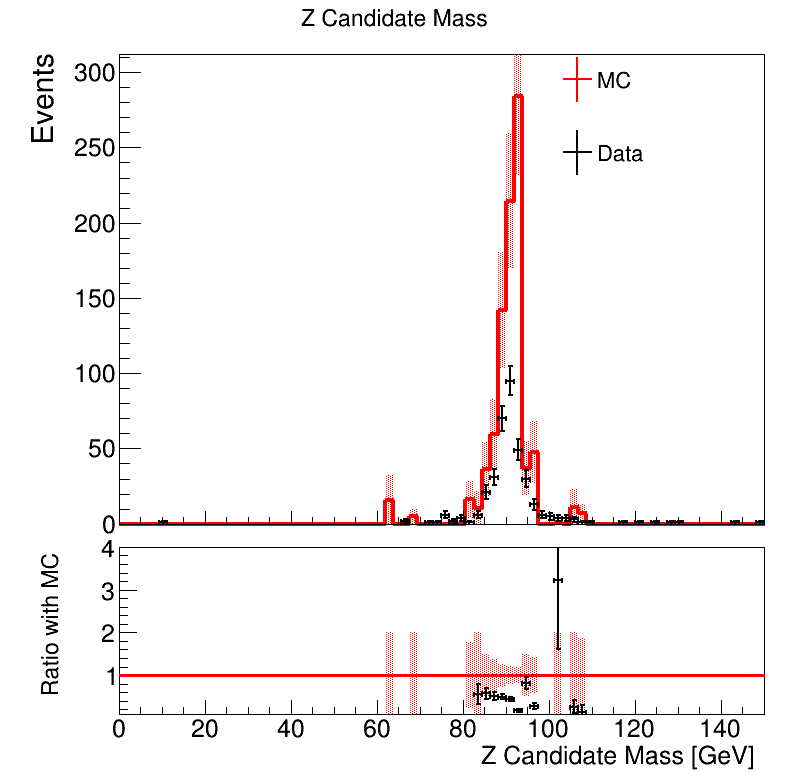 Z Candidate Mass
Events
300
250
200
150
100
50
0
MC
Data
Ratio with MC
4
3
2
1
0 20 40 60 80 100 120 140
Z Candidate Mass [GeV]